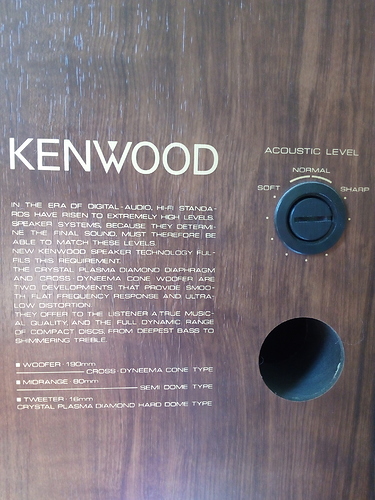 KENWOOD
ACOUSTIC LEVEL
NORMAL
SOFT SHARP
IN THE ERA OF DIGITAL-AUDIO, HI-FI STANDA-
RDS HAVE RISEN TO EXTREMELY HIGH LEVELS.
SPEAKER SYSTEMS, BECAUSE THEY DETERMI-
NE THE FINAL SOUND, MUST THEREFORE BE
ABLE TO MATCH THESE LEVELS.
NEW KENWOOD SPEAKER TECHNOLOGY FUL-
FILS THIS REQUIREMENT.
THE CRYSTAL PLASMA DIAMOND DIAPHRAGM
AND CROSS-DYNEEMA CONE WOOFER ARE
TWO DEVELOPMENTS THAT PROVIDE SMOO-
TH FLAT FREQUENCY RESPONSE AND ULTRA-
LOW DISTORTION.
THEY OFFER TO THE LISTENER A TRUE MUSIC-
AL QUALITY, AND THE FULL DYNAMIC RANGE
OF COMPACT DISCS, FROM DEEPEST BASS TO
SHIMMERING TREBLE.
■ WOOFER·190mm
CROSS-DYNEEMA CONE TYPE
■ MIDRANGE·80mm
SEMI DOME TYPE
■ TWEETER·16mm
CRYSTAL PLASMA DIAMOND HARD DOME TYPE